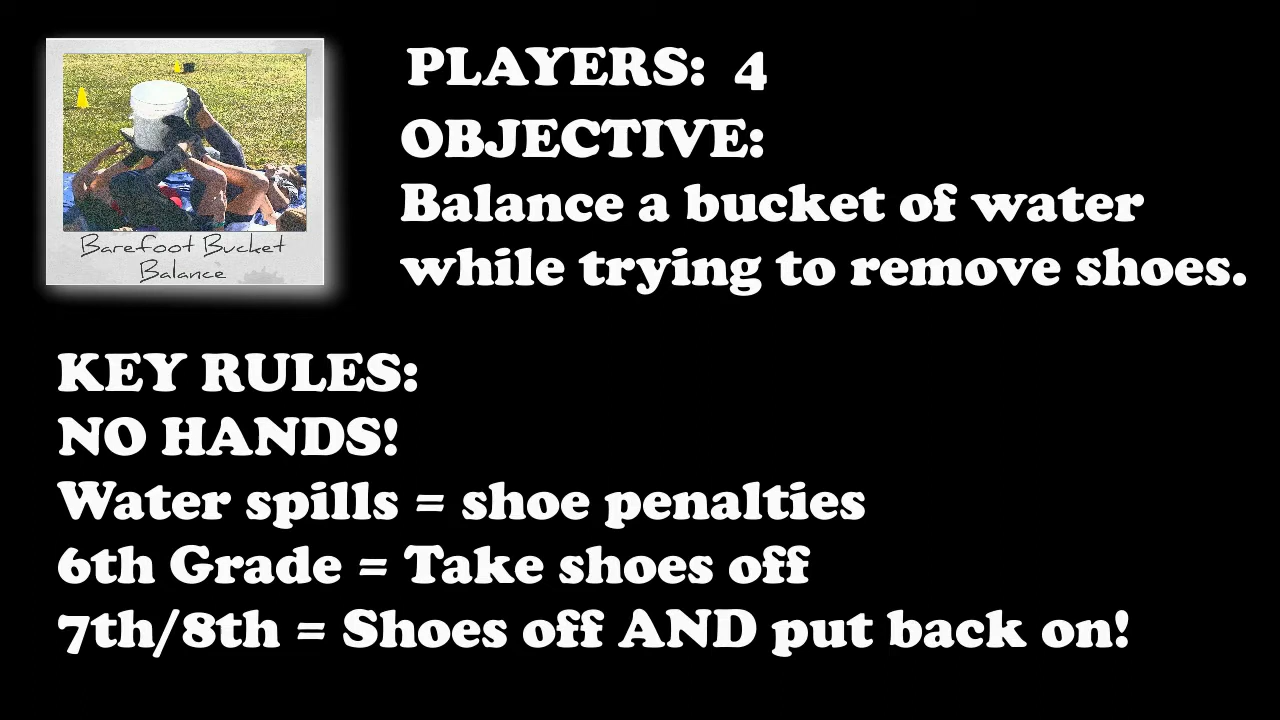 Barefoot Bucket
Balance
PLAYERS: 4
OBJECTIVE:
Balance a bucket of water
while trying to remove shoes.
KEY RULES:
NO HANDS!
Water spills = shoe penalties
6th Grade = Take shoes off
7th/8th = Shoes off AND put back on!